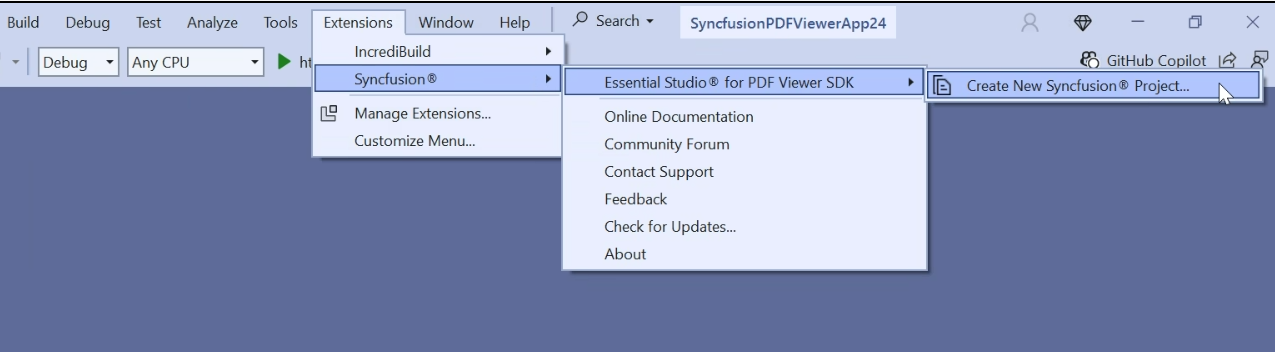 Build Debug Test Analyze Tools Extensions Window Help Search SyncfusionPDFViewerApp24
Debug Any CPU GitHub Copilot
IncrediBuild
Syncfusion®
Manage Extensions...
Customize Menu...
Essential Studio® for PDF Viewer SDK
Online Documentation
Community Forum
Contact Support
Feedback
Check for Updates...
About
Create New Syncfusion® Project...